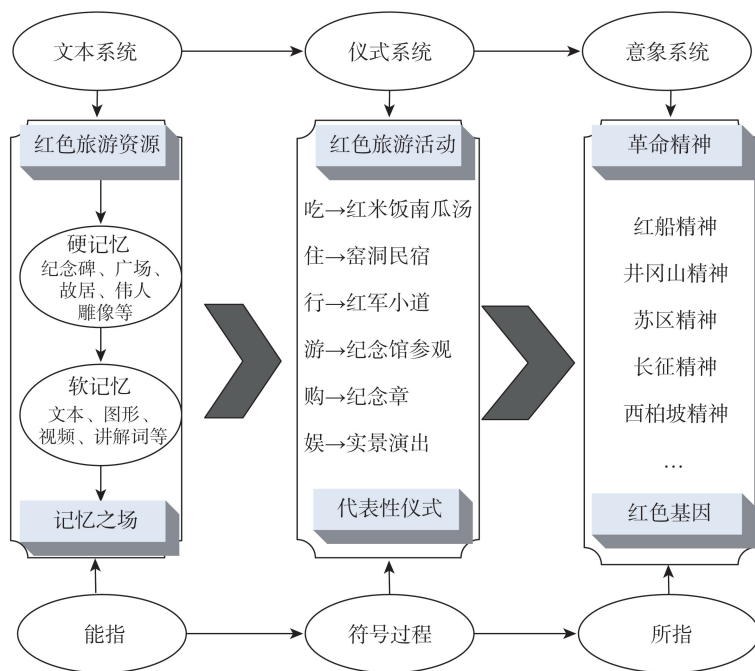 文本系统
仪式系统
意象系统
红色旅游资源
硬记忆
纪念碑、广场、
故居、伟人
雕像等
软记忆
文本、图形、
视频、讲解词等
记忆之场
红色旅游活动
吃→红米饭南瓜汤
住→窑洞民宿
行→红军小道
游→纪念馆参观
购→纪念章
娱→实景演出
代表性仪式
革命精神
红船精神
井冈山精神
苏区精神
长征精神
西柏坡精神
…
红色基因
能指
符号过程
所指